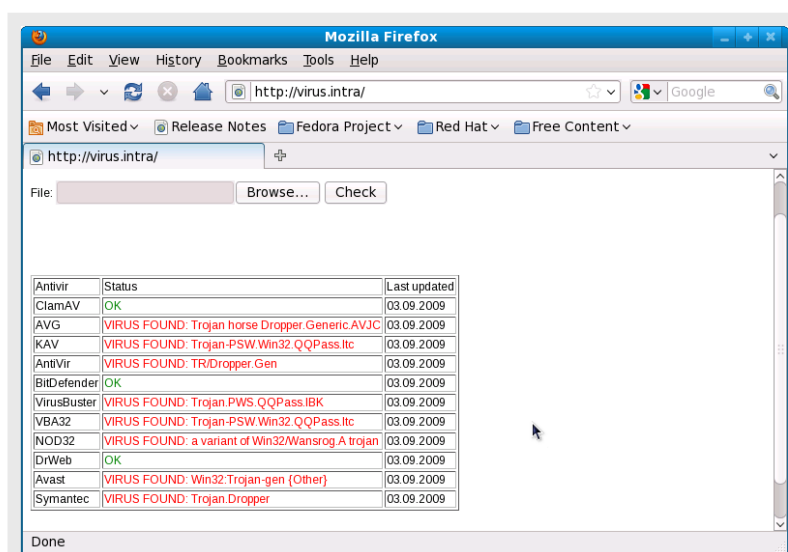 Mozilla Firefox
File Edit View History Bookmarks Tools Help
http://virus.intra/ Google
Most Visited Release Notes Fedora Project Red Hat Free Content
http://virus.intra/
File: Browse... Check
Antivir Status Last updated
ClamAV OK 03.09.2009
AVG VIRUS FOUND: Trojan horse Dropper.Generic.AVJC 03.09.2009
KAV VIRUS FOUND: Trojan-PSW.Win32.QQPass.ltc 03.09.2009
AntiVir VIRUS FOUND: TR/Dropper.Gen 03.09.2009
BitDefender OK 03.09.2009
VirusBuster VIRUS FOUND: Trojan.PWS.QQPass.IBK 03.09.2009
VBA32 VIRUS FOUND: Trojan-PSW.Win32.QQPass.ltc 03.09.2009
NOD32 VIRUS FOUND: a variant of Win32/Wansrog.A trojan 03.09.2009
DrWeb OK 03.09.2009
Avast VIRUS FOUND: Win32:Trojan-gen {Other} 03.09.2009
Symantec VIRUS FOUND: Trojan.Dropper 03.09.2009
Done